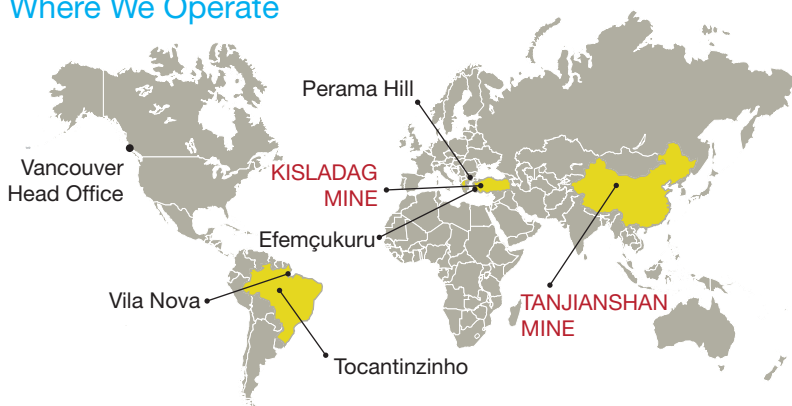 Where We Operate
Perama Hill
Vancouver
Head Office
KISLADAG
MINE
Efemçukuru
Vila Nova
TANJIANSHAN
MINE
Tocantinzinho